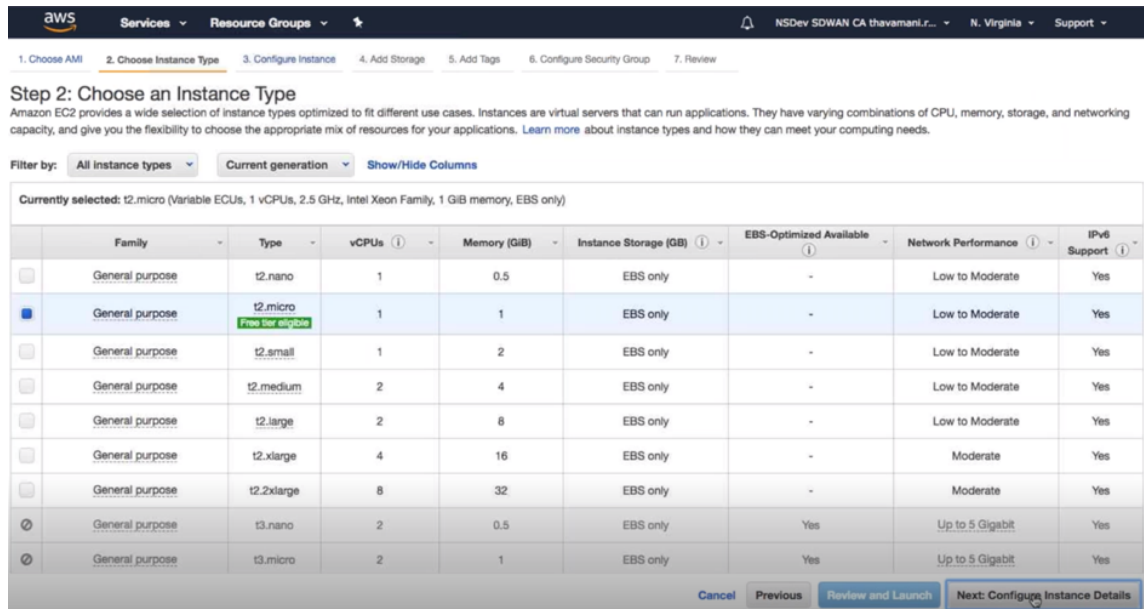 aws Services Resource Groups NSDev SDWAN CA thavamani.r... N. Virginia Support
1. Choose AMI 2. Choose Instance Type 3. Configure Instance 4. Add Storage 5. Add Tags 6. Configure Security Group 7. Review
Step 2: Choose an Instance Type
Amazon EC2 provides a wide selection of instance types optimized to fit different use cases. Instances are virtual servers that can run applications. They have varying combinations of CPU, memory, storage, and networking
capacity, and give you the flexibility to choose the appropriate mix of resources for your applications. Learn more about instance types and how they can meet your computing needs.
Filter by: All instance types Current generation Show/Hide Columns
Currently selected: t2.micro (Variable ECUs, 1 vCPUs, 2.5 GHz, Intel Xeon Family, 1 GiB memory, EBS only)
Family Type vCPUs Memory (GiB) Instance Storage (GB) EBS-Optimized Available Network Performance IPv6 Support
General purpose t2.nano 1 0.5 EBS only - Low to Moderate Yes
General purpose t2.micro Free tier eligible 1 1 EBS only - Low to Moderate Yes
General purpose t2.small 1 2 EBS only - Low to Moderate Yes
General purpose t2.medium 2 4 EBS only - Low to Moderate Yes
General purpose t2.large 2 8 EBS only - Low to Moderate Yes
General purpose t2.xlarge 4 16 EBS only - Moderate Yes
General purpose t2.2xlarge 8 32 EBS only - Moderate Yes
General purpose t3.nano 2 0.5 EBS only Yes Up to 5 Gigabit Yes
General purpose t3.micro 2 1 EBS only Yes Up to 5 Gigabit Yes
Cancel Previous Review and Launch Next: Configure Instance Details